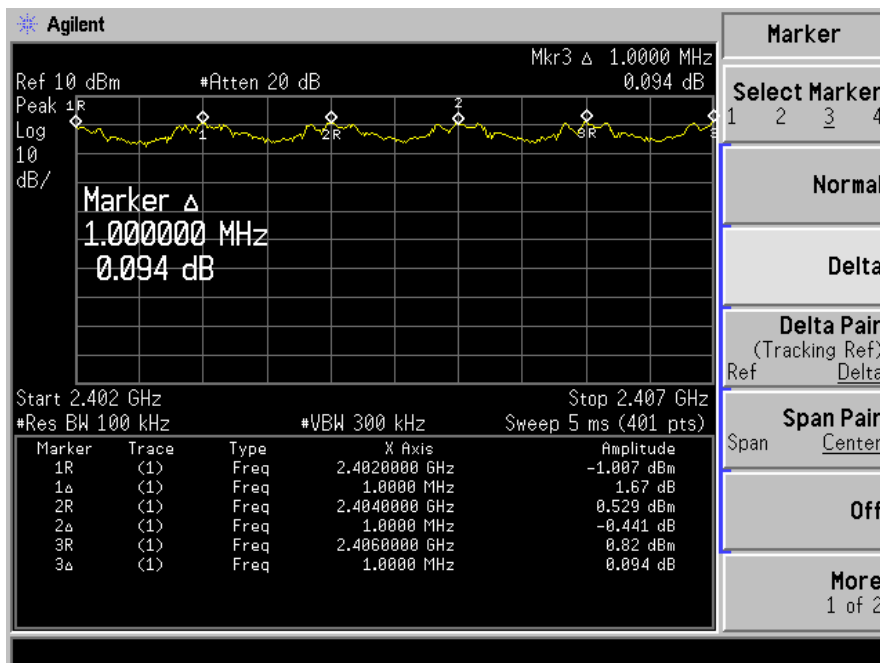 Agilent
Marker
Mkr3 Δ 1.0000 MHz
Ref 10 dBm #Atten 20 dB 0.094 dB
Peak
Log
10
dB/
1R 1 2R 2 3R 3
Marker Δ
1.000000 MHz
0.094 dB
Start 2.402 GHz Stop 2.407 GHz
#Res BW 100 kHz #VBW 300 kHz Sweep 5 ms (401 pts)
Marker Trace Type X Axis Amplitude
1R (1) Freq 2.4020000 GHz -1.007 dBm
1Δ (1) Freq 1.0000 MHz 1.67 dB
2R (1) Freq 2.4040000 GHz 0.529 dBm
2Δ (1) Freq 1.0000 MHz -0.441 dB
3R (1) Freq 2.4060000 GHz 0.82 dBm
3Δ (1) Freq 1.0000 MHz 0.094 dB
Select Marker
1 2 3 4
Normal
Delta
Delta Pair
(Tracking Ref)
Ref Delta
Span Pair
Span Center
Off
More
1 of 2